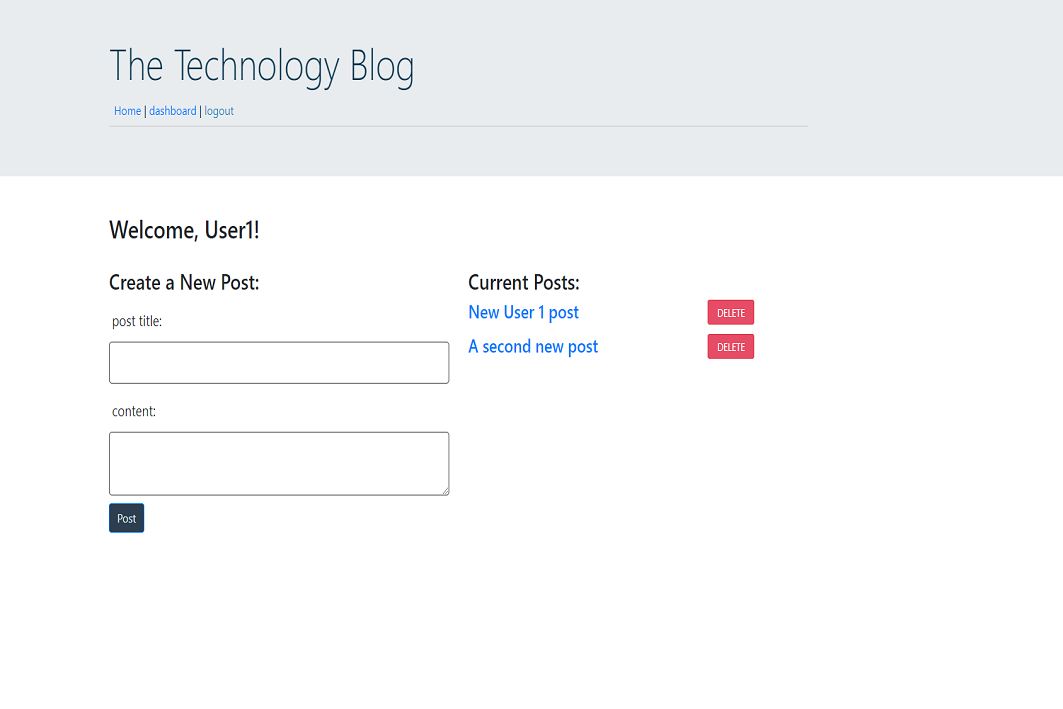 The Technology Blog
Home | dashboard | logout
Welcome, User1!
Create a New Post:
post title:
content:
Post
Current Posts:
New User 1 post DELETE
A second new post DELETE